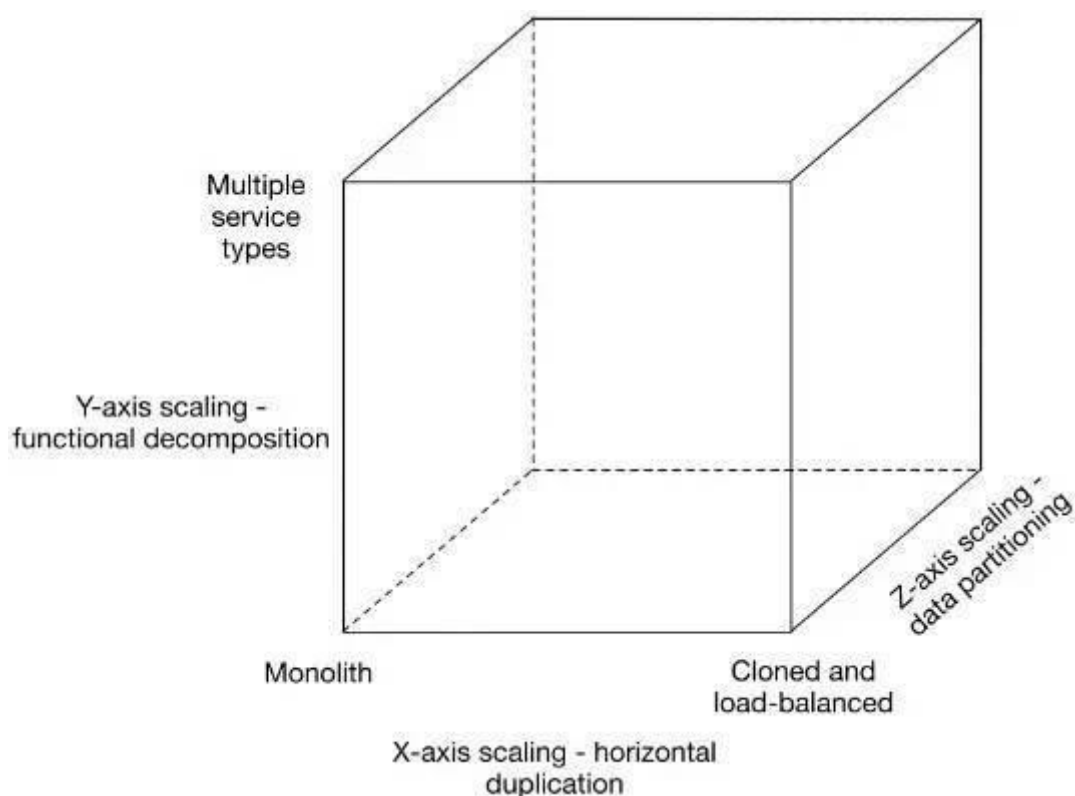 Multiple
service
types
Y-axis scaling -
functional decomposition
Z-axis scaling -
data partitioning
Monolith
Cloned and
load-balanced
X-axis scaling - horizontal
duplication